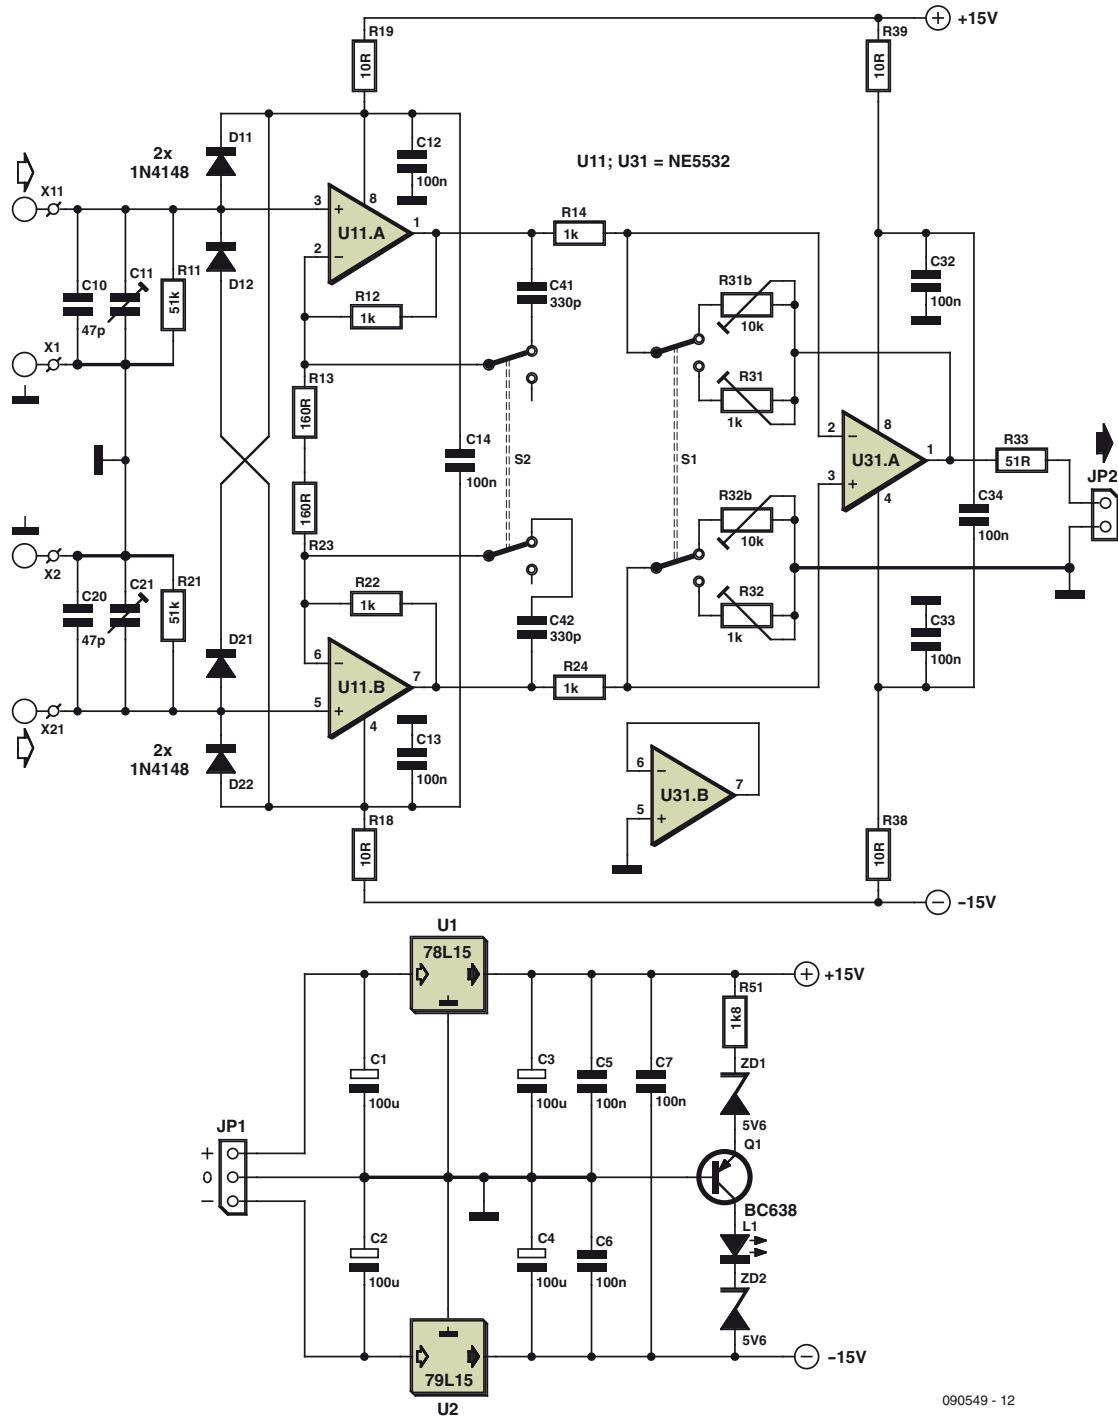 R19
10R
+15V
R39
10R
D11
2x
1N4148
C12
100n
U11; U31 = NE5532
X11
3
+
8
U11.A
1
2
–
R14
1k
C10
47p
C11
R11
51k
D12
R12
1k
C41
330p
R31b
10k
C32
100n
X1
R13
160R
R31
1k
C14
100n
S2
S1
2
–
8
U31.A
1
3
+
4
R33
51R
JP2
160R
R23
R32b
10k
C34
100n
X2
C20
47p
C21
R21
51k
R22
1k
C42
330p
R32
1k
C33
100n
D21
6
–
U11.B
7
5
+
4
R24
1k
X21
2x
1N4148
D22
C13
100n
6
–
U31.B
7
5
+
R18
10R
R38
10R
–15V
U1
78L15
+15V
R51
1k8
C1
100u
C3
100u
C5
100n
C7
100n
ZD1
5V6
JP1
+
0
–
Q1
BC638
L1
C2
100u
C4
100u
C6
100n
ZD2
5V6
79L15
U2
–15V
090549 - 12